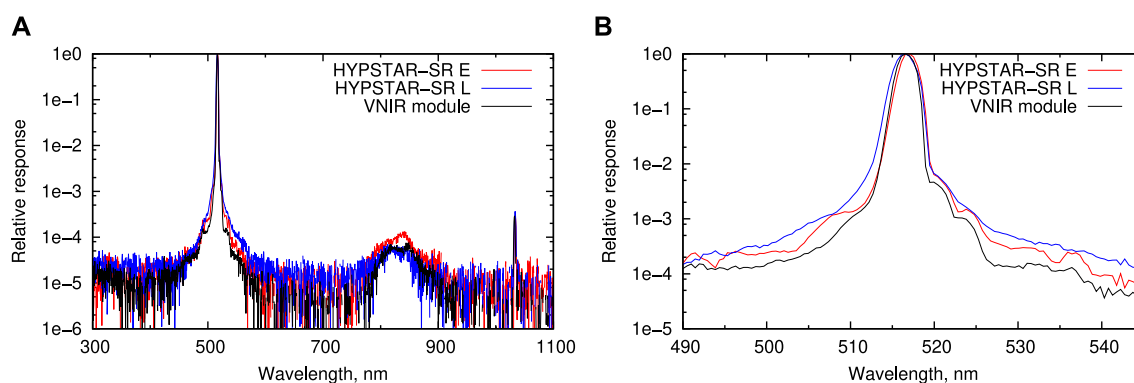 A
1e0
1e−1
1e−2
1e−3
1e−4
1e−5
1e−6
Relative response
300
500
700
900
1100
Wavelength, nm
HYPSTAR−SR E
HYPSTAR−SR L
VNIR module
B
1e0
1e−1
1e−2
1e−3
1e−4
1e−5
Relative response
490
500
510
520
530
540
Wavelength, nm
HYPSTAR−SR E
HYPSTAR−SR L
VNIR module